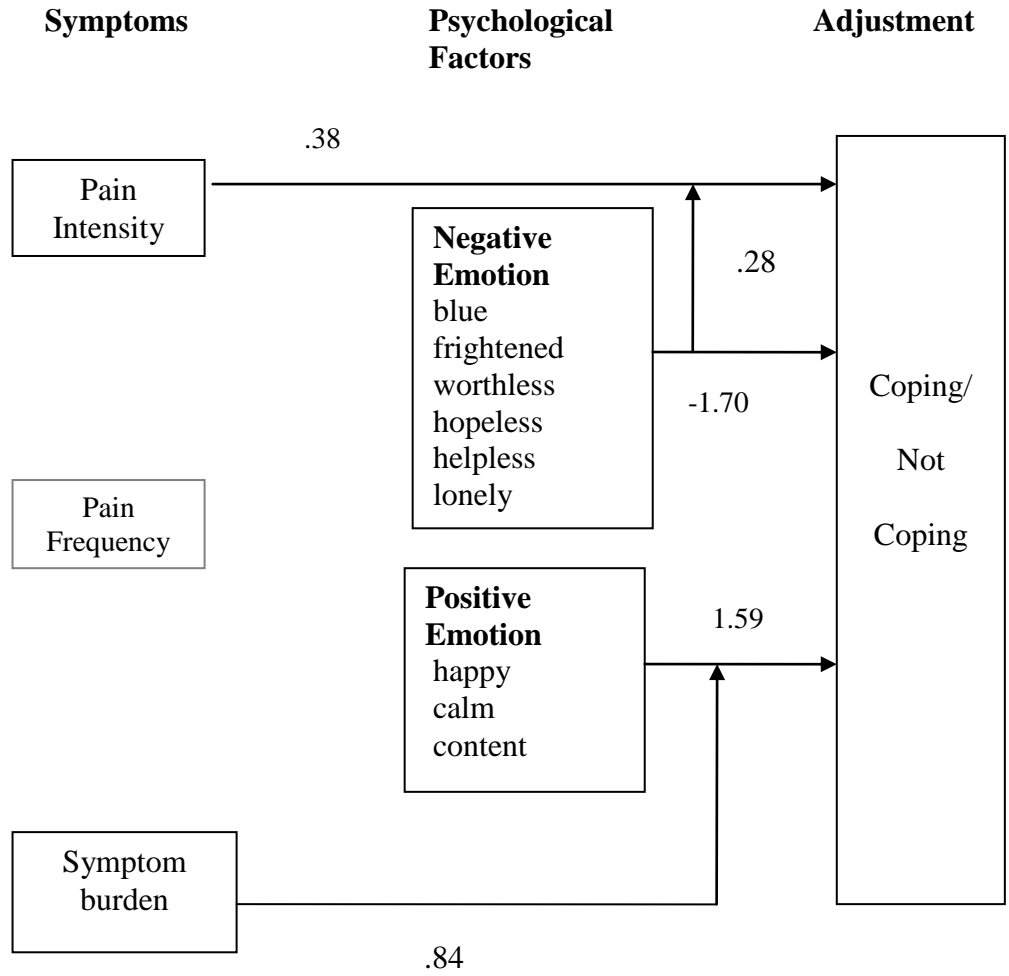 Symptoms
Psychological
Factors
Adjustment
.38
Pain
Intensity
Negative
Emotion
blue
frightened
worthless
hopeless
helpless
lonely
.28
-1.70
Coping/
Not
Coping
Pain
Frequency
Positive
Emotion
happy
calm
content
1.59
Symptom
burden
.84